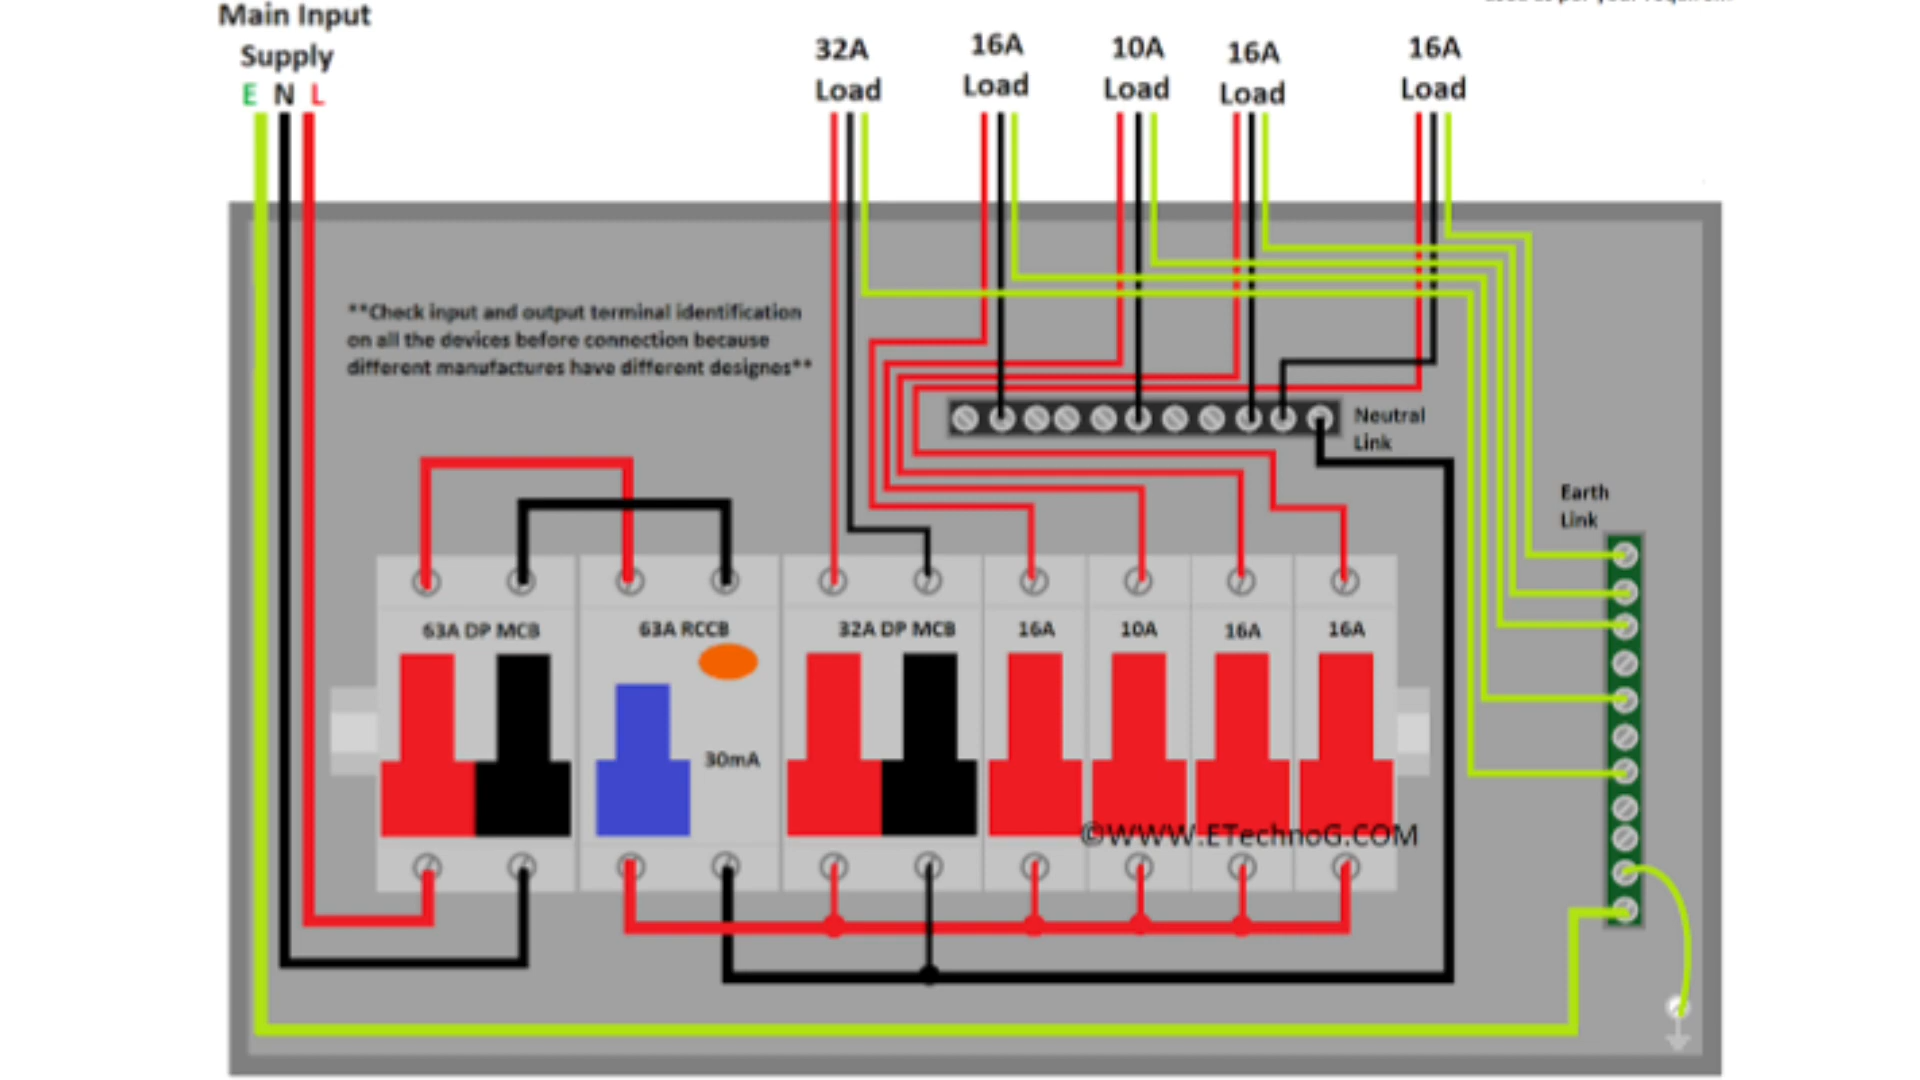 Main Input
Supply
E N L
32A
Load
16A
Load
10A
Load
16A
Load
16A
Load
**Check input and output terminal identification
on all the devices before connection because
different manufactures have different designes**
Neutral
Link
Earth
Link
63A DP MCB
63A RCCB
32A DP MCB
16A
10A
16A
16A
30mA
©WWW.ETechnoG.COM